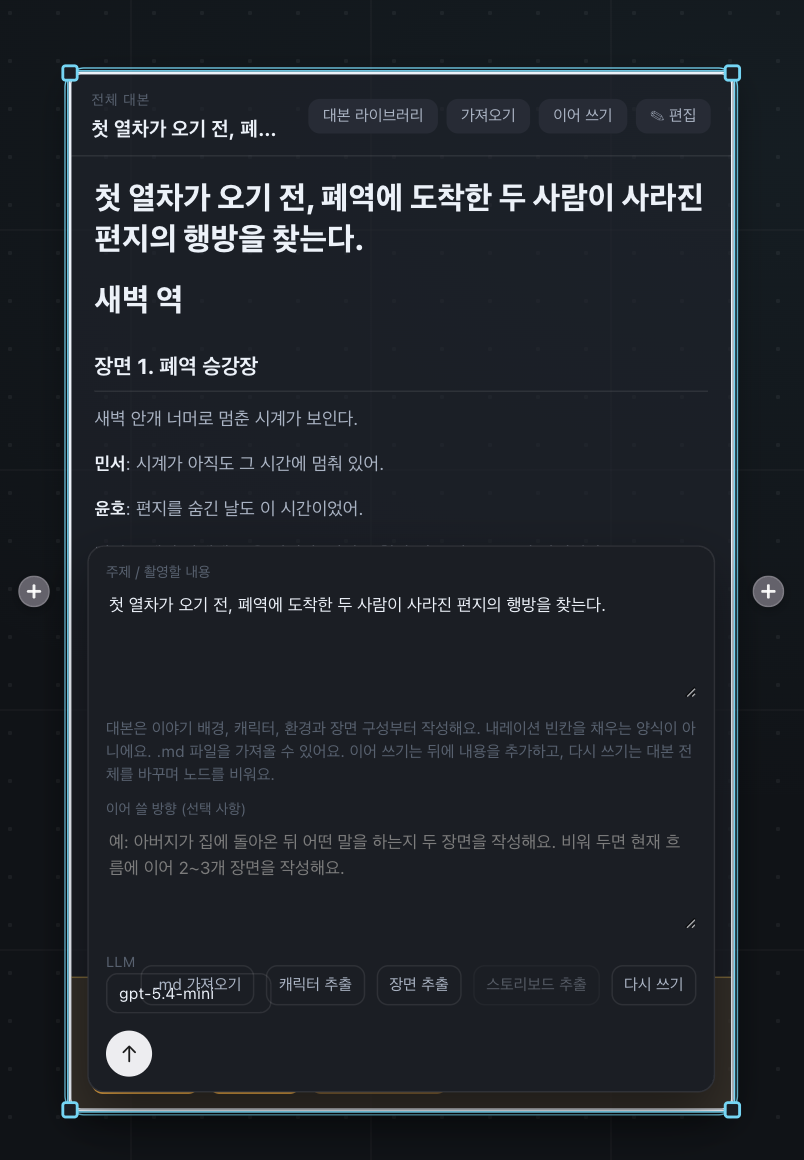 전체 대본
첫 열차가 오기 전, 폐...
대본 라이브러리
가져오기
이어 쓰기
✎ 편집
첫 열차가 오기 전, 폐역에 도착한 두 사람이 사라진
편지의 행방을 찾는다.
새벽 역
장면 1. 폐역 승강장
새벽 안개 너머로 멈춘 시계가 보인다.
민서: 시계가 아직도 그 시간에 멈춰 있어.
윤호: 편지를 숨긴 날도 이 시간이었어.
주제 / 촬영할 내용
첫 열차가 오기 전, 폐역에 도착한 두 사람이 사라진 편지의 행방을 찾는다.
대본은 이야기 배경, 캐릭터, 환경과 장면 구성부터 작성해요. 내레이션 빈칸을 채우는 양식이 아
니에요. .md 파일을 가져올 수 있어요. 이어 쓰기는 뒤에 내용을 추가하고, 다시 쓰기는 대본 전
체를 바꾸며 노드를 비워요.
이어 쓸 방향 (선택 사항)
예: 아버지가 집에 돌아온 뒤 어떤 말을 하는지 두 장면을 작성해요. 비워 두면 현재 흐
름에 이어 2~3개 장면을 작성해요.
LLM
.md 가져오기
캐릭터 추출
장면 추출
스토리보드 추출
다시 쓰기
gpt-5.4-mini